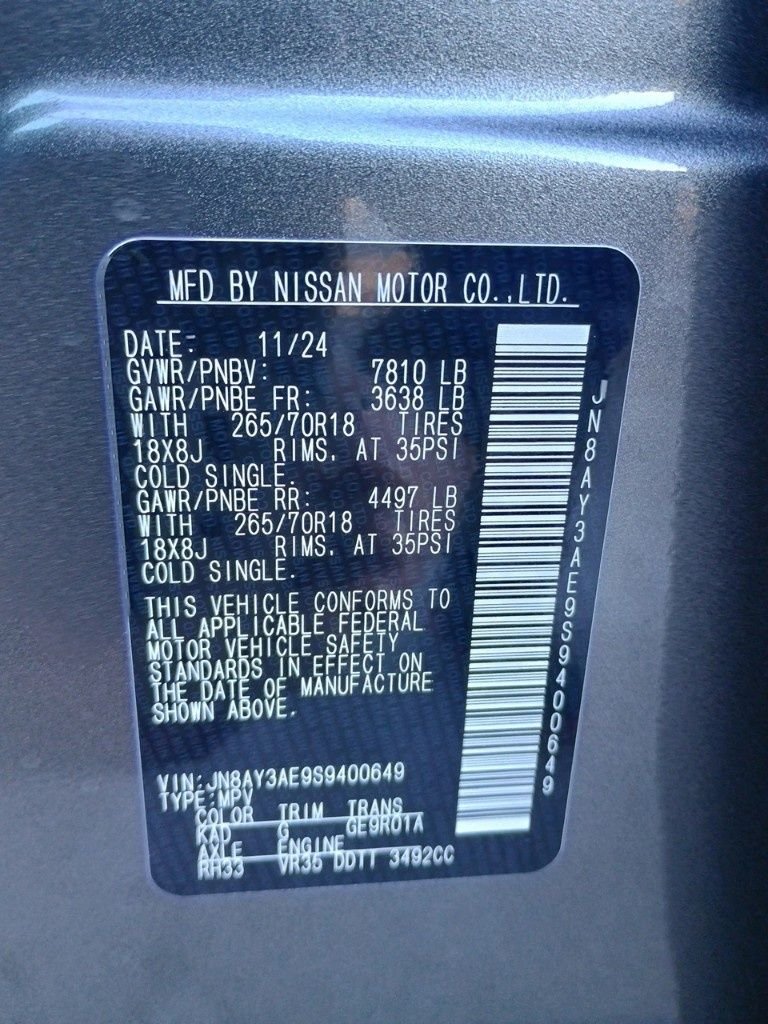 MFD BY NISSAN MOTOR CO.,LTD.
DATE: 11/24
GVWR/PNBV: 7810 LB
GAWR/PNBE FR: 3638 LB
WITH 265/70R18 TIRES
18X8J RIMS, AT 35PSI
COLD SINGLE.
GAWR/PNBE RR: 4497 LB
WITH 265/70R18 TIRES
18X8J RIMS, AT 35PSI
COLD SINGLE.
THIS VEHICLE CONFORMS TO
ALL APPLICABLE FEDERAL
MOTOR VEHICLE SAFETY
STANDARDS IN EFFECT ON
THE DATE OF MANUFACTURE
SHOWN ABOVE.
VIN:JN8AY3AE9S9400649
TYPE:MPV
COLOR TRIM TRANS
KAD G GE9R01A
AXLE ENGINE
RH33 VR35 DDTT 3492CC
JN8AY3AE9S9400649